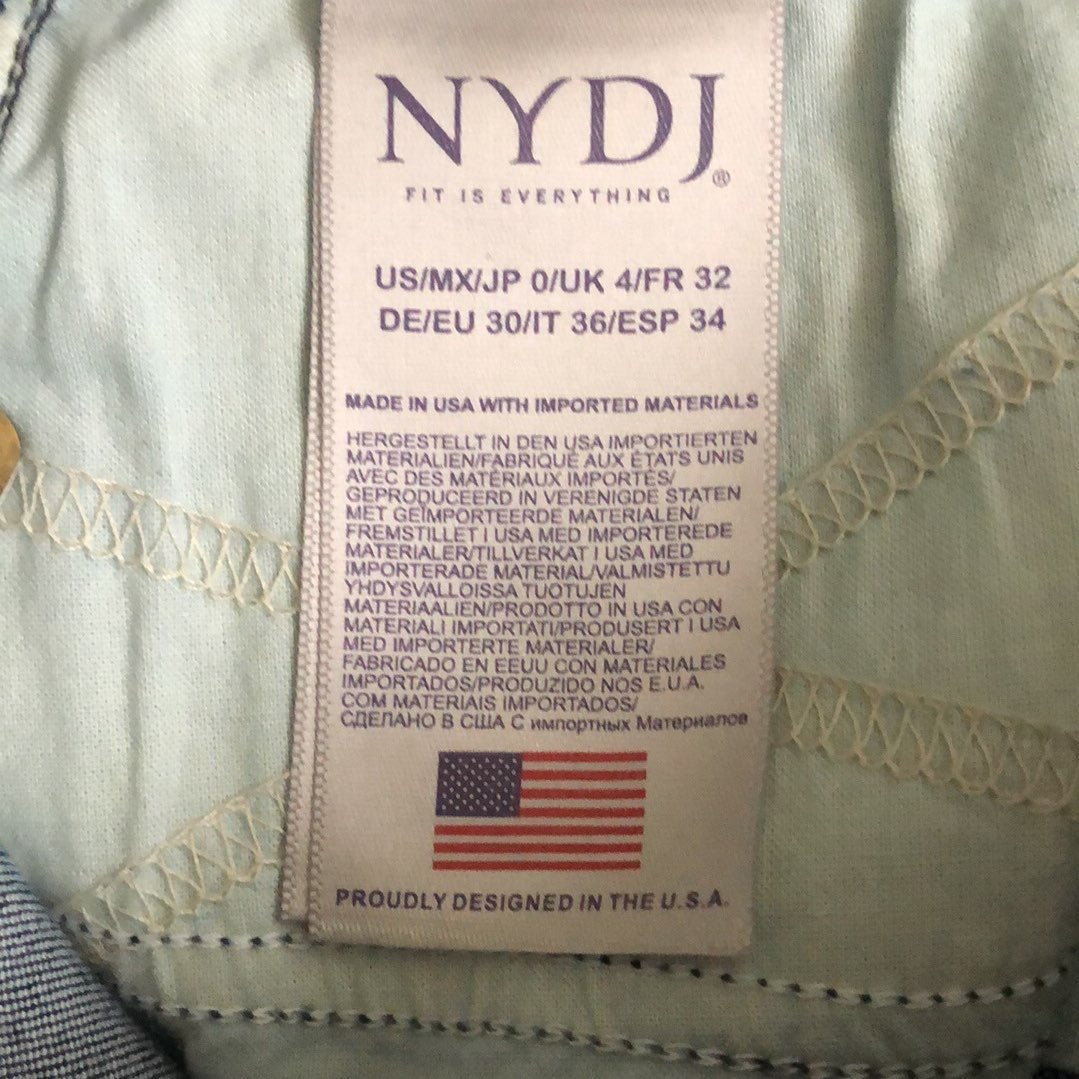 NYDJ®
FIT IS EVERYTHING
US/MX/JP 0/UK 4/FR 32
DE/EU 30/IT 36/ESP 34
MADE IN USA WITH IMPORTED MATERIALS
HERGESTELLT IN DEN USA IMPORTIERTEN
MATERIALIEN/FABRIQUÉ AUX ÉTATS UNIS
AVEC DES MATÉRIAUX IMPORTÉS/
GEPRODUCEERD IN VERENIGDE STATEN
MET GEÏMPORTEERDE MATERIALEN/
FREMSTILLET I USA MED IMPORTEREDE
MATERIALER/TILLVERKAT I USA MED
IMPORTERADE MATERIAL/VALMISTETTU
YHDYSVALLOISSA TUOTUJEN
MATERIAALIEN/PRODOTTO IN USA CON
MATERIALI IMPORTATI/PRODUSERT I USA
MED IMPORTERTE MATERIALER/
FABRICADO EN EEUU CON MATERIALES
IMPORTADOS/PRODUZIDO NOS E.U.A.
COM MATERIAIS IMPORTADOS/
СДЕЛАНО В США С импортных Материалов
PROUDLY DESIGNED IN THE U.S.A.